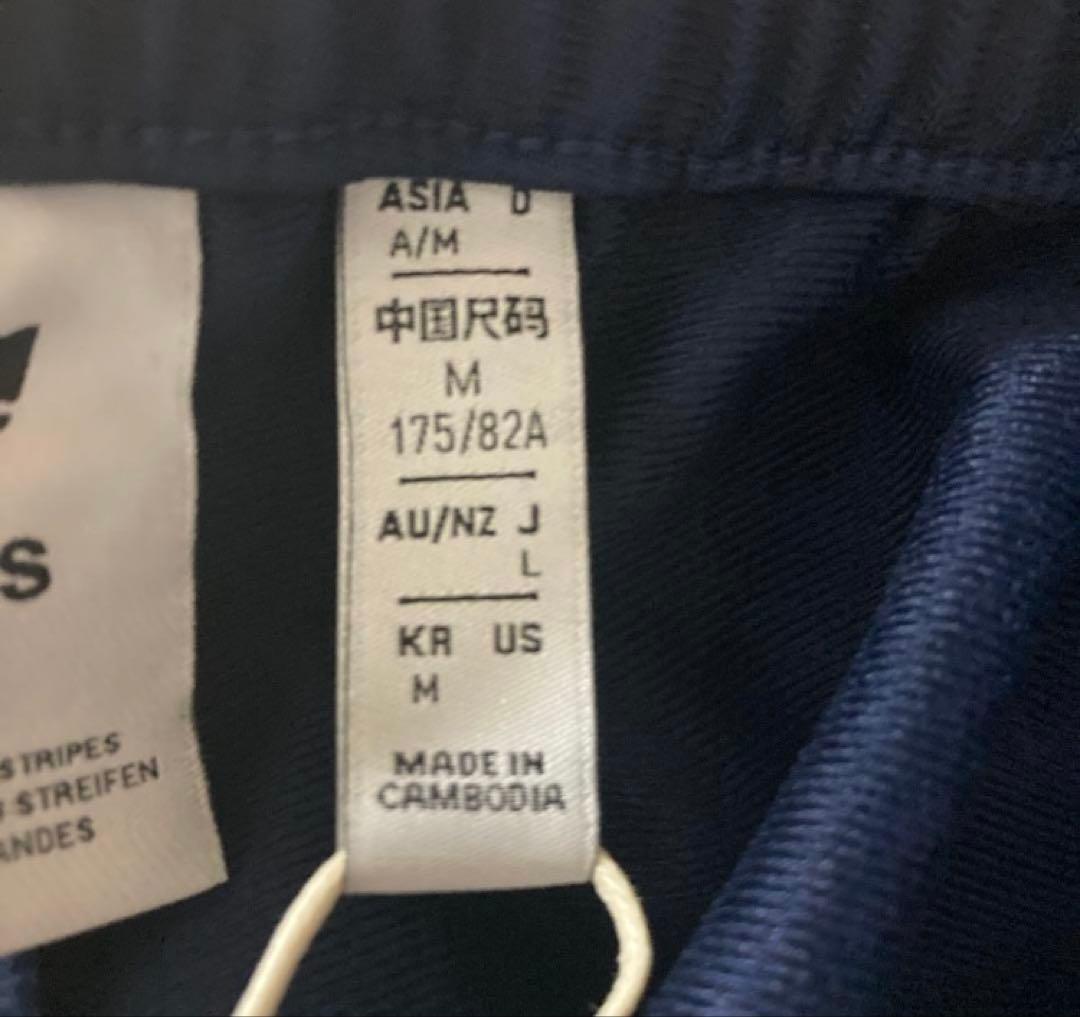 S
STRIPES
STREIFEN
ANDES
ASIA D
A/M
中国尺码
M
175/82A
AU/NZ J
L
KR US
M
MADE IN
CAMBODIA